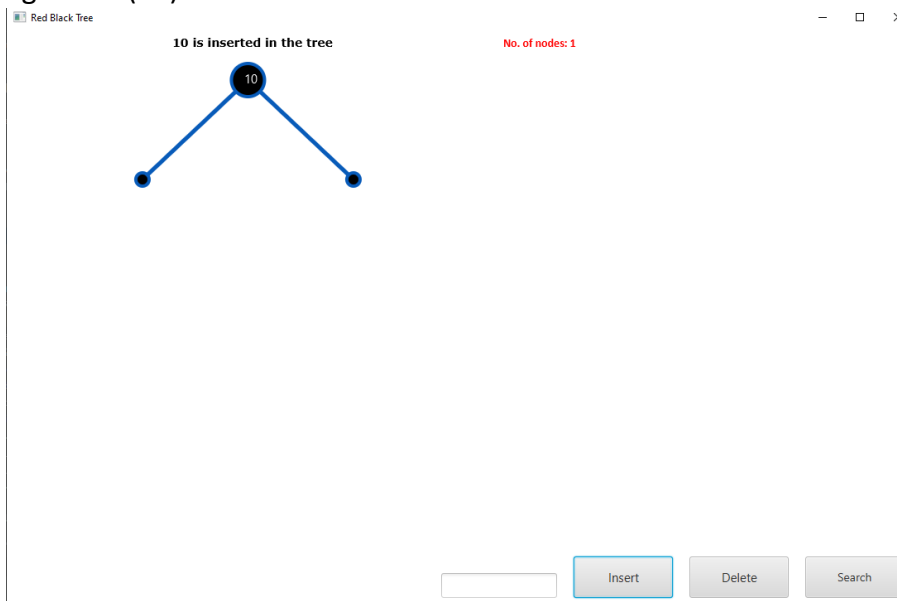 Red Black Tree
10 is inserted in the tree
No. of nodes: 1
10
Insert
Delete
Search